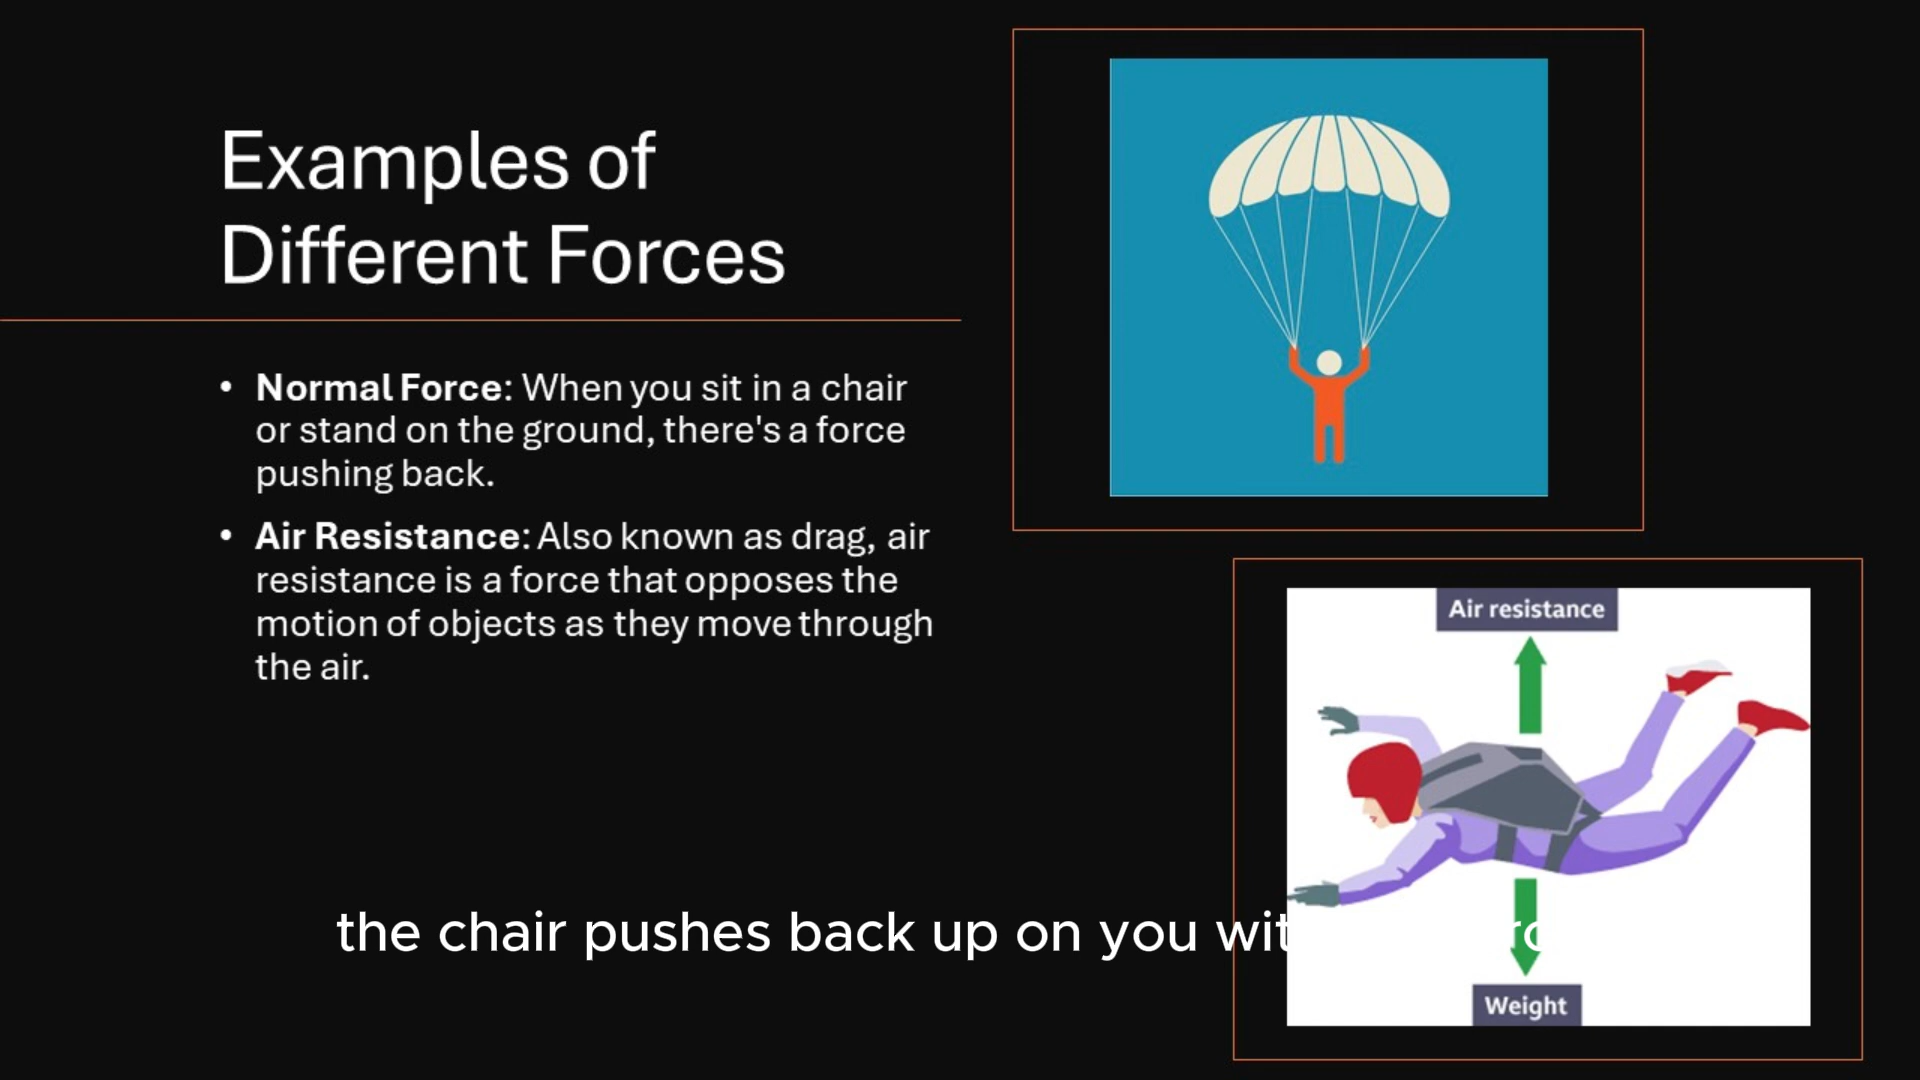 Examples of
Different Forces
• Normal Force: When you sit in a chair
or stand on the ground, there's a force
pushing back.
• Air Resistance: Also known as drag, air
resistance is a force that opposes the
motion of objects as they move through
the air.
Air resistance
Weight
the chair pushes back up on you